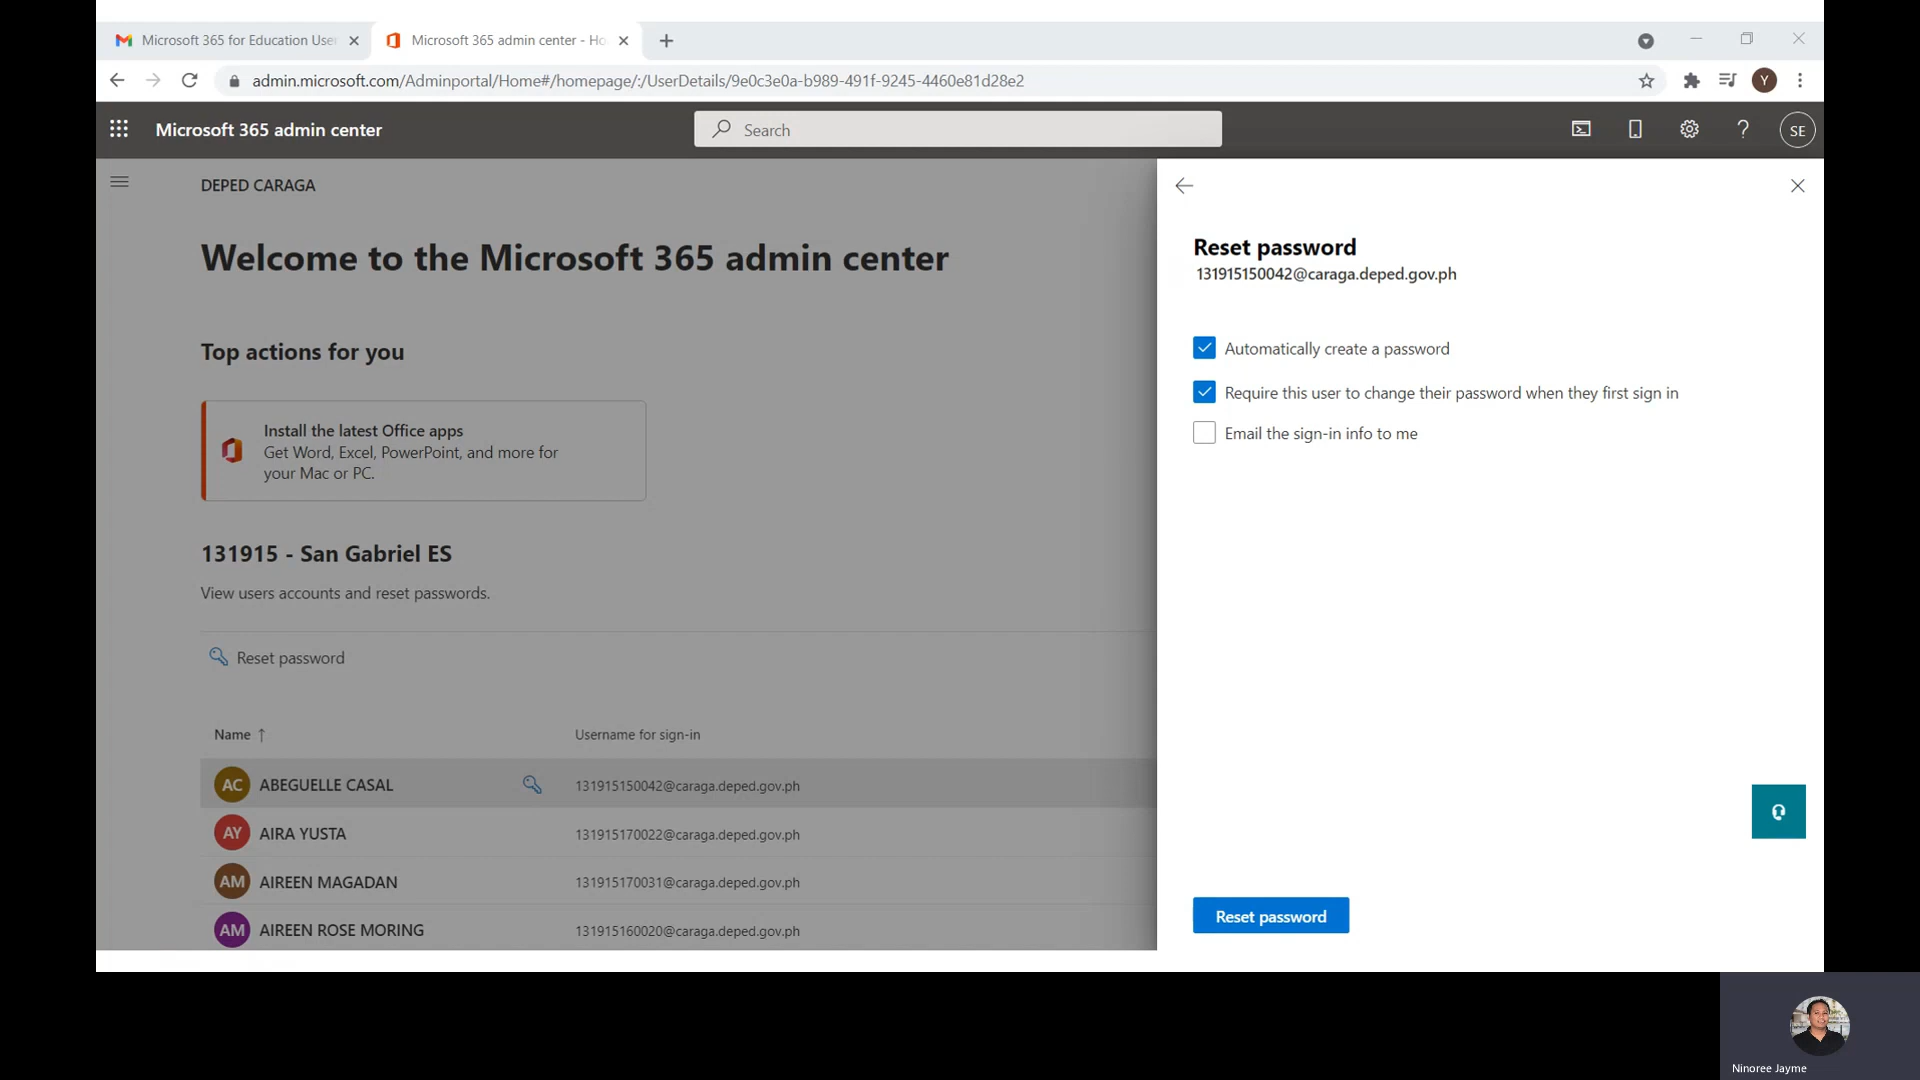 Microsoft 365 for Education User
Microsoft 365 admin center - Ho
admin.microsoft.com/Adminportal/Home#/homepage/:/UserDetails/9e0c3e0a-b989-491f-9245-4460e81d28e2
Y
Microsoft 365 admin center
Search
?
SE
DEPED CARAGA
Welcome to the Microsoft 365 admin center
Top actions for you
Install the latest Office apps
Get Word, Excel, PowerPoint, and more for
your Mac or PC.
131915 - San Gabriel ES
View users accounts and reset passwords.
Reset password
Name ↑ Username for sign-in
AC ABEGUELLE CASAL 131915150042@caraga.deped.gov.ph
AY AIRA YUSTA 131915170022@caraga.deped.gov.ph
AM AIREEN MAGADAN 131915170031@caraga.deped.gov.ph
AM AIREEN ROSE MORING 131915160020@caraga.deped.gov.ph
Reset password
131915150042@caraga.deped.gov.ph
Automatically create a password
Require this user to change their password when they first sign in
Email the sign-in info to me
Reset password
Ninoree Jayme